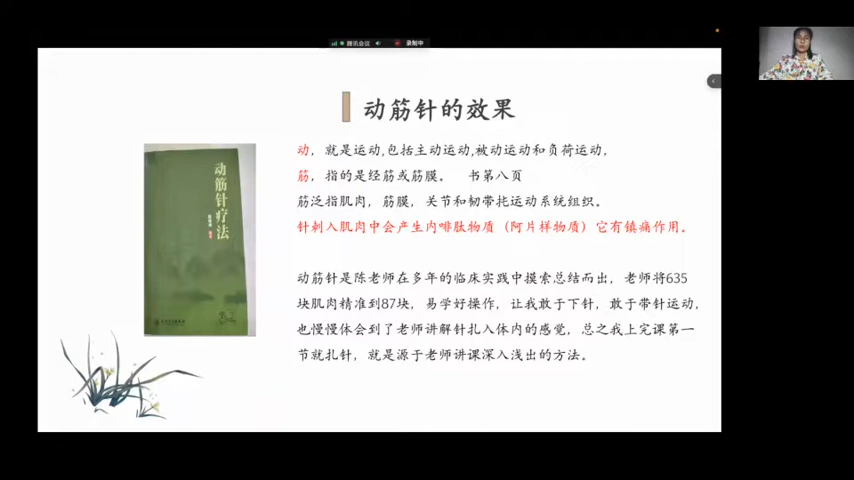 腾讯会议
录制中
动筋针的效果
动，就是运动,包括主动运动,被动运动和负荷运动，
筋，指的是经筋或筋膜。 书第八页
筋泛指肌肉，筋膜，关节和韧带托运动系统组织。
针刺入肌肉中会产生内啡肽物质（阿片样物质）它有镇痛作用。
动筋针是陈老师在多年的临床实践中摸索总结而出，老师将635
块肌肉精准到87块，易学好操作，让我敢于下针，敢于带针运动，
也慢慢体会到了老师讲解针扎入体内的感觉，总之我上完课第一
节就扎针，就是源于老师讲课深入浅出的方法。
动筋针疗法